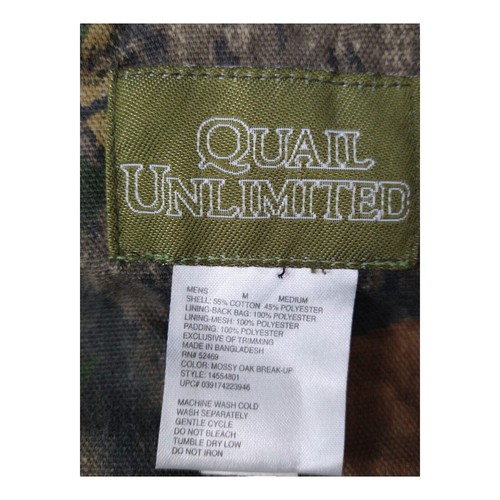 QUAIL
UNLIMITED
MENS M MEDIUM
SHELL: 55% COTTON 45% POLYESTER
LINING-BACK BAG: 100% POLYESTER
LINING-MESH: 100% POLYESTER
PADDING: 100% POLYESTER
EXCLUSIVE OF TRIMMING
MADE IN BANGLADESH
RN# 52469
COLOR: MOSSY OAK BREAK-UP
STYLE: 14554801
UPC# 039174223946
MACHINE WASH COLD
WASH SEPARATELY
GENTLE CYCLE
DO NOT BLEACH
TUMBLE DRY LOW
DO NOT IRON